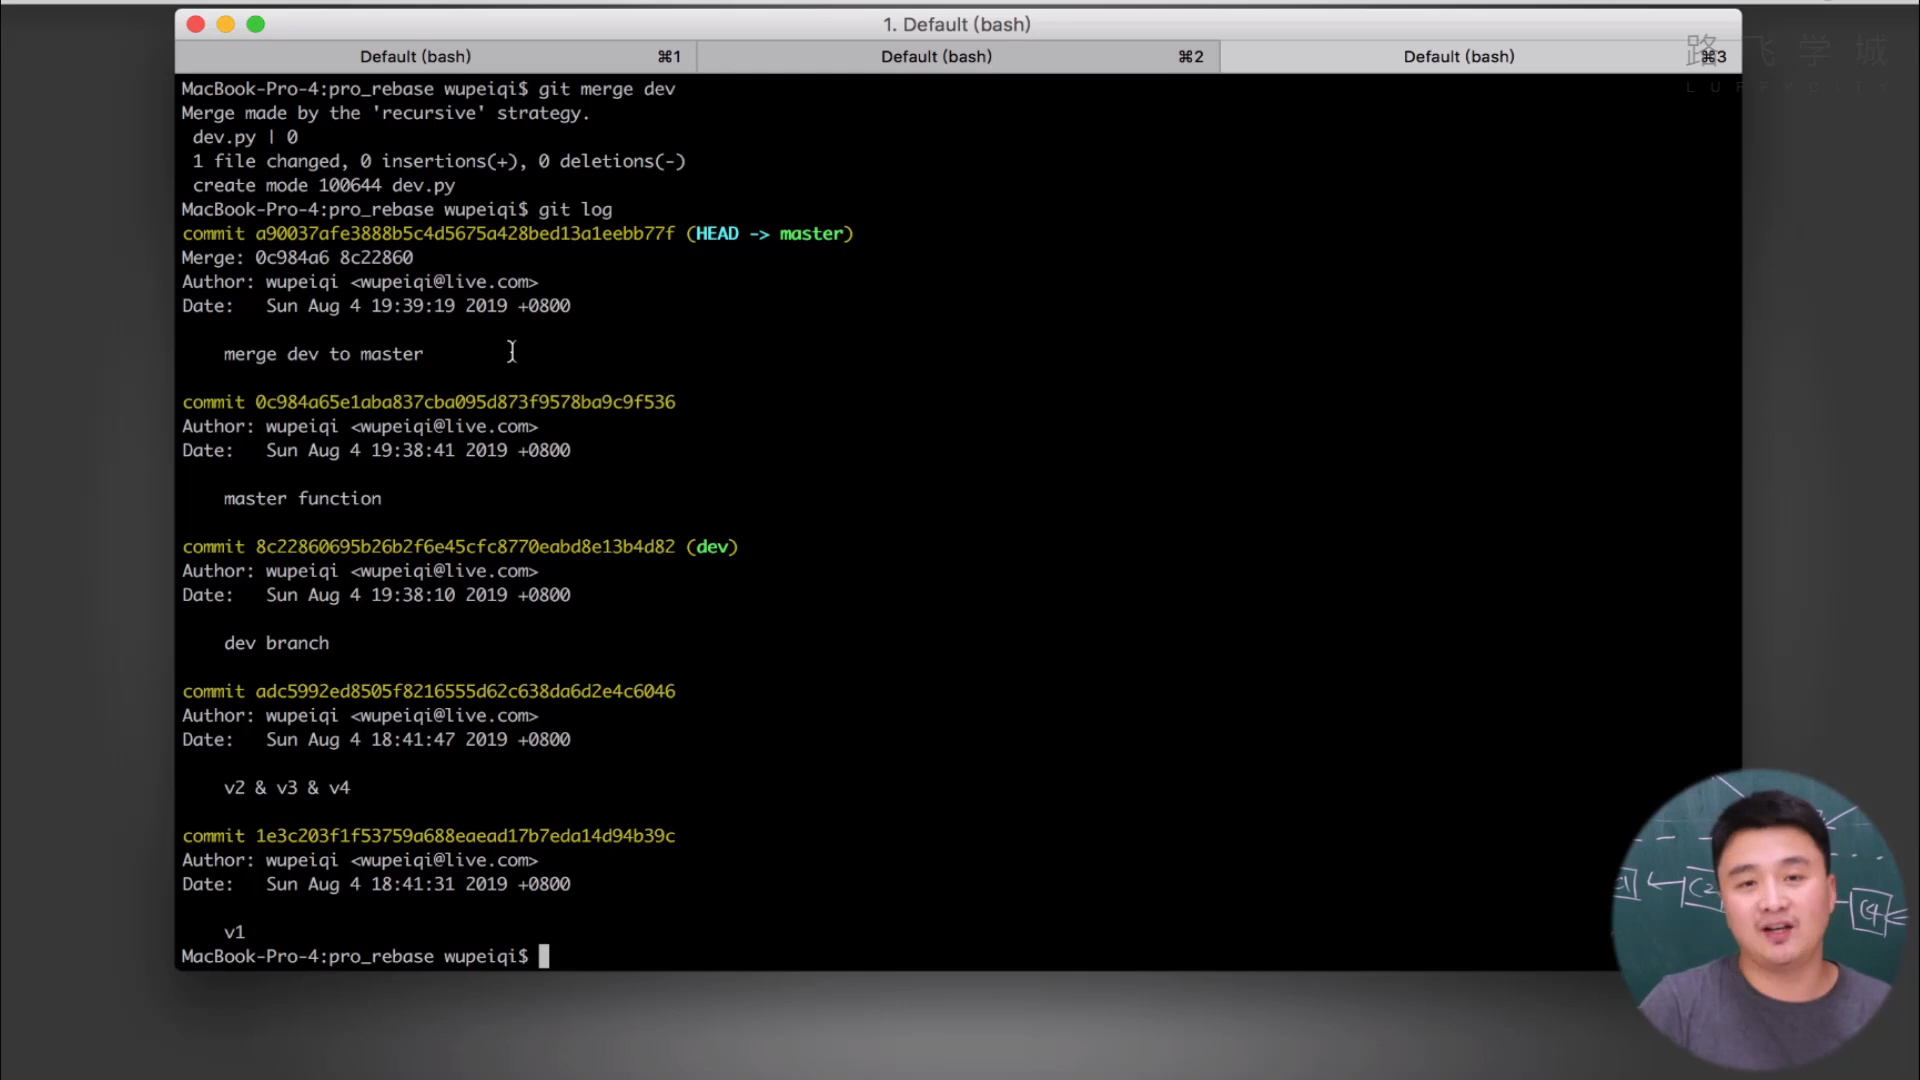 1. Default (bash)
Default (bash) ⌘1 Default (bash) ⌘2 Default (bash) ⌘3
路飞学城
LUFFYCITY
MacBook-Pro-4:pro_rebase wupeiqi$ git merge dev
Merge made by the 'recursive' strategy.
dev.py | 0
1 file changed, 0 insertions(+), 0 deletions(-)
create mode 100644 dev.py
MacBook-Pro-4:pro_rebase wupeiqi$ git log
commit a90037afe3888b5c4d5675a428bed13a1eebb77f (HEAD -> master)
Merge: 0c984a6 8c22860
Author: wupeiqi <wupeiqi@live.com>
Date:   Sun Aug 4 19:39:19 2019 +0800
merge dev to master
commit 0c984a65e1aba837cba095d873f9578ba9c9f536
Author: wupeiqi <wupeiqi@live.com>
Date:   Sun Aug 4 19:38:41 2019 +0800
master function
commit 8c22860695b26b2f6e45cfc8770eabd8e13b4d82 (dev)
Author: wupeiqi <wupeiqi@live.com>
Date:   Sun Aug 4 19:38:10 2019 +0800
dev branch
commit adc5992ed8505f8216555d62c638da6d2e4c6046
Author: wupeiqi <wupeiqi@live.com>
Date:   Sun Aug 4 18:41:47 2019 +0800
v2 & v3 & v4
commit 1e3c203f1f53759a688eaead17b7eda14d94b39c
Author: wupeiqi <wupeiqi@live.com>
Date:   Sun Aug 4 18:41:31 2019 +0800
v1
MacBook-Pro-4:pro_rebase wupeiqi$
C2
C4